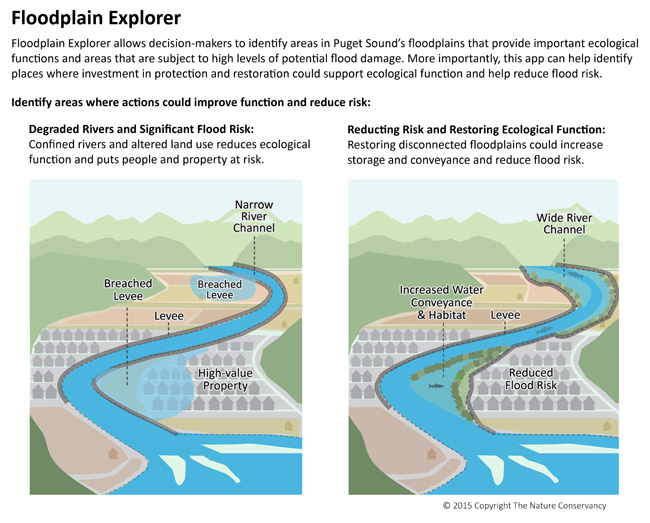 Floodplain Explorer
Floodplain Explorer allows decision-makers to identify areas in Puget Sound's floodplains that provide important ecological
functions and areas that are subject to high levels of potential flood damage. More importantly, this app can help identify
places where investment in protection and restoration could support ecological function and help reduce flood risk.
Identify areas where actions could improve function and reduce risk:
Degraded Rivers and Significant Flood Risk:
Confined rivers and altered land use reduces ecological
function and puts people and property at risk.
Reducting Risk and Restoring Ecological Function:
Restoring disconnected floodplains could increase
storage and conveyance and reduce flood risk.
Narrow
River
Channel
Breached
Levee
Breached
Levee
Levee
High-value
Property
Wide River
Channel
Increased Water
Conveyance
& Habitat
Levee
Reduced
Flood Risk
© 2015 Copyright The Nature Conservancy